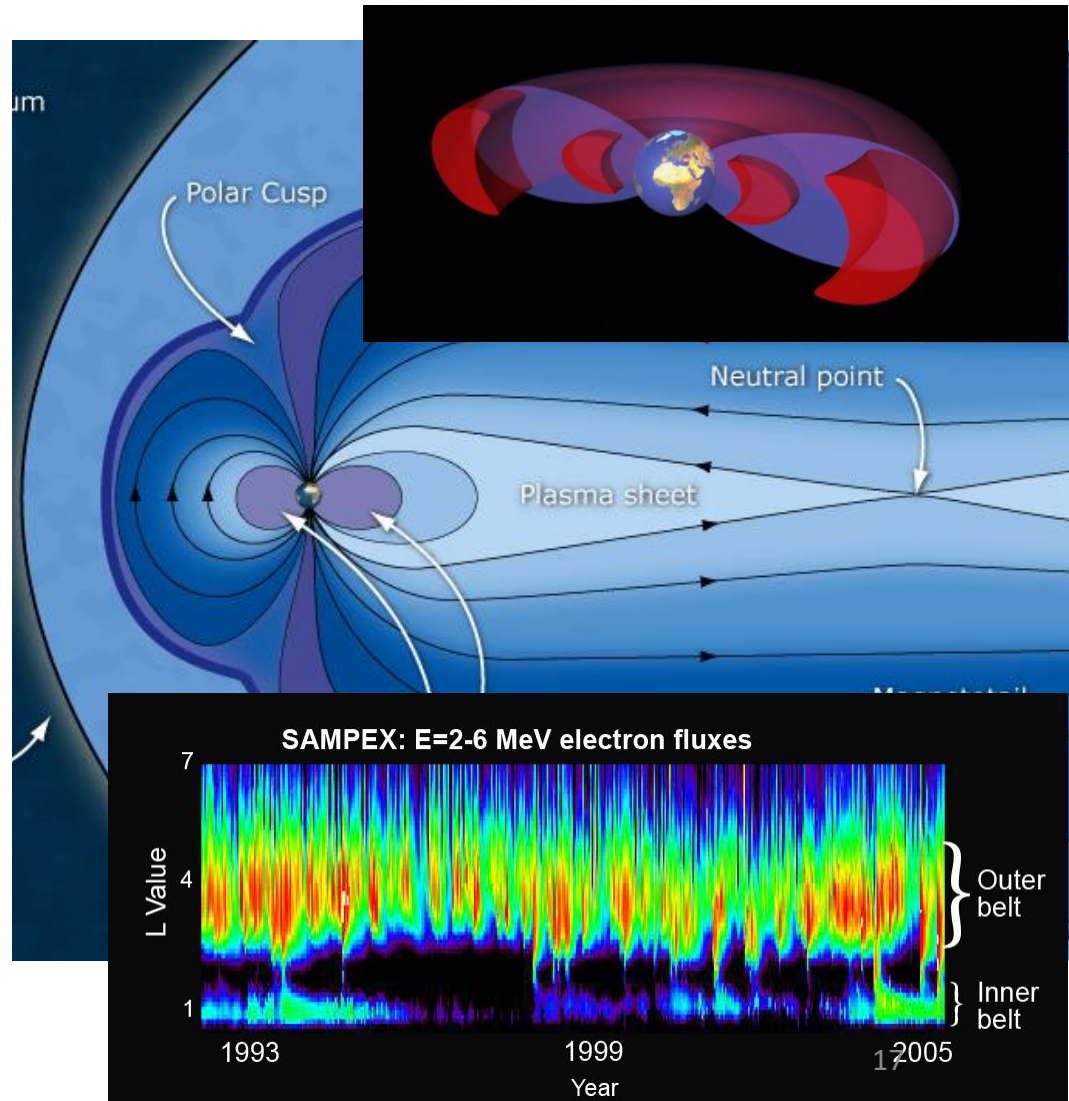 um
Polar Cusp
Neutral point
Plasma sheet
SAMPEX: E=2-6 MeV electron fluxes
7
4
1
L Value
Outer
belt
Inner
belt
1993
1999
2005
17
Year